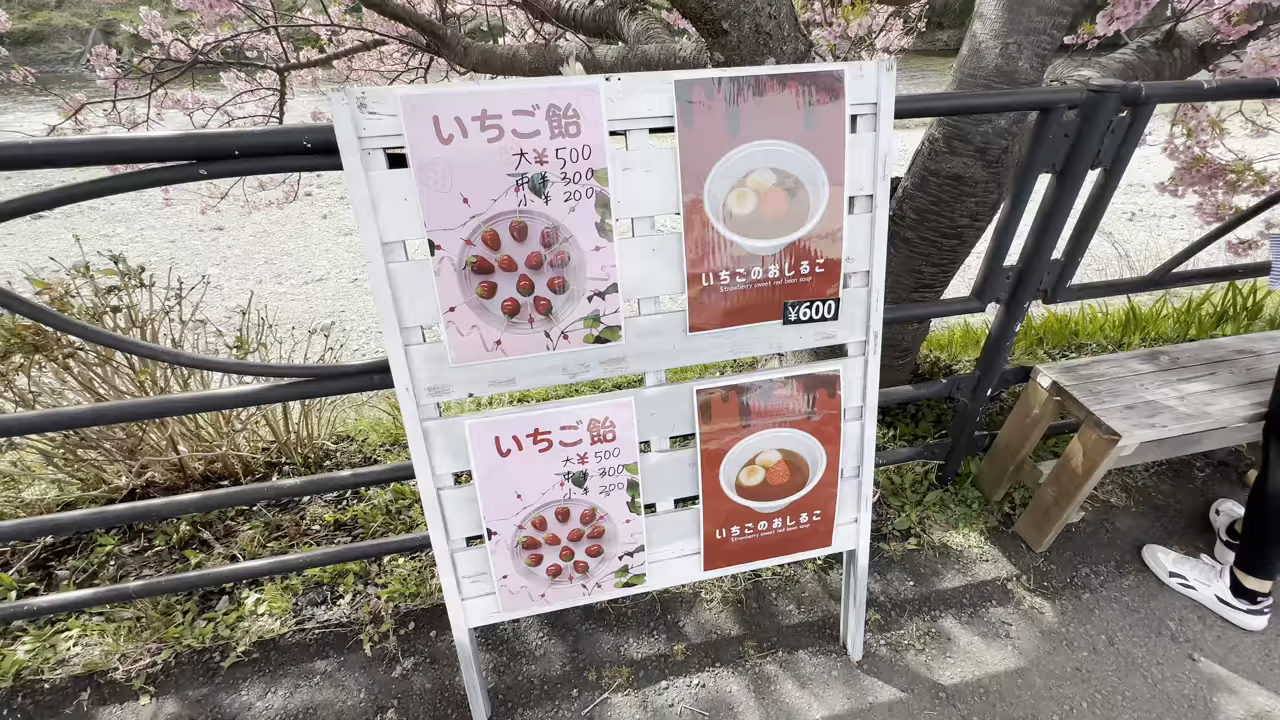 いちご飴
大¥500
中¥300
小¥200
いちごのおしるこ
Strawberry sweet red bean soup
¥600
いちご飴
大¥500
中¥300
小¥200
いちごのおしるこ
Strawberry sweet red bean soup